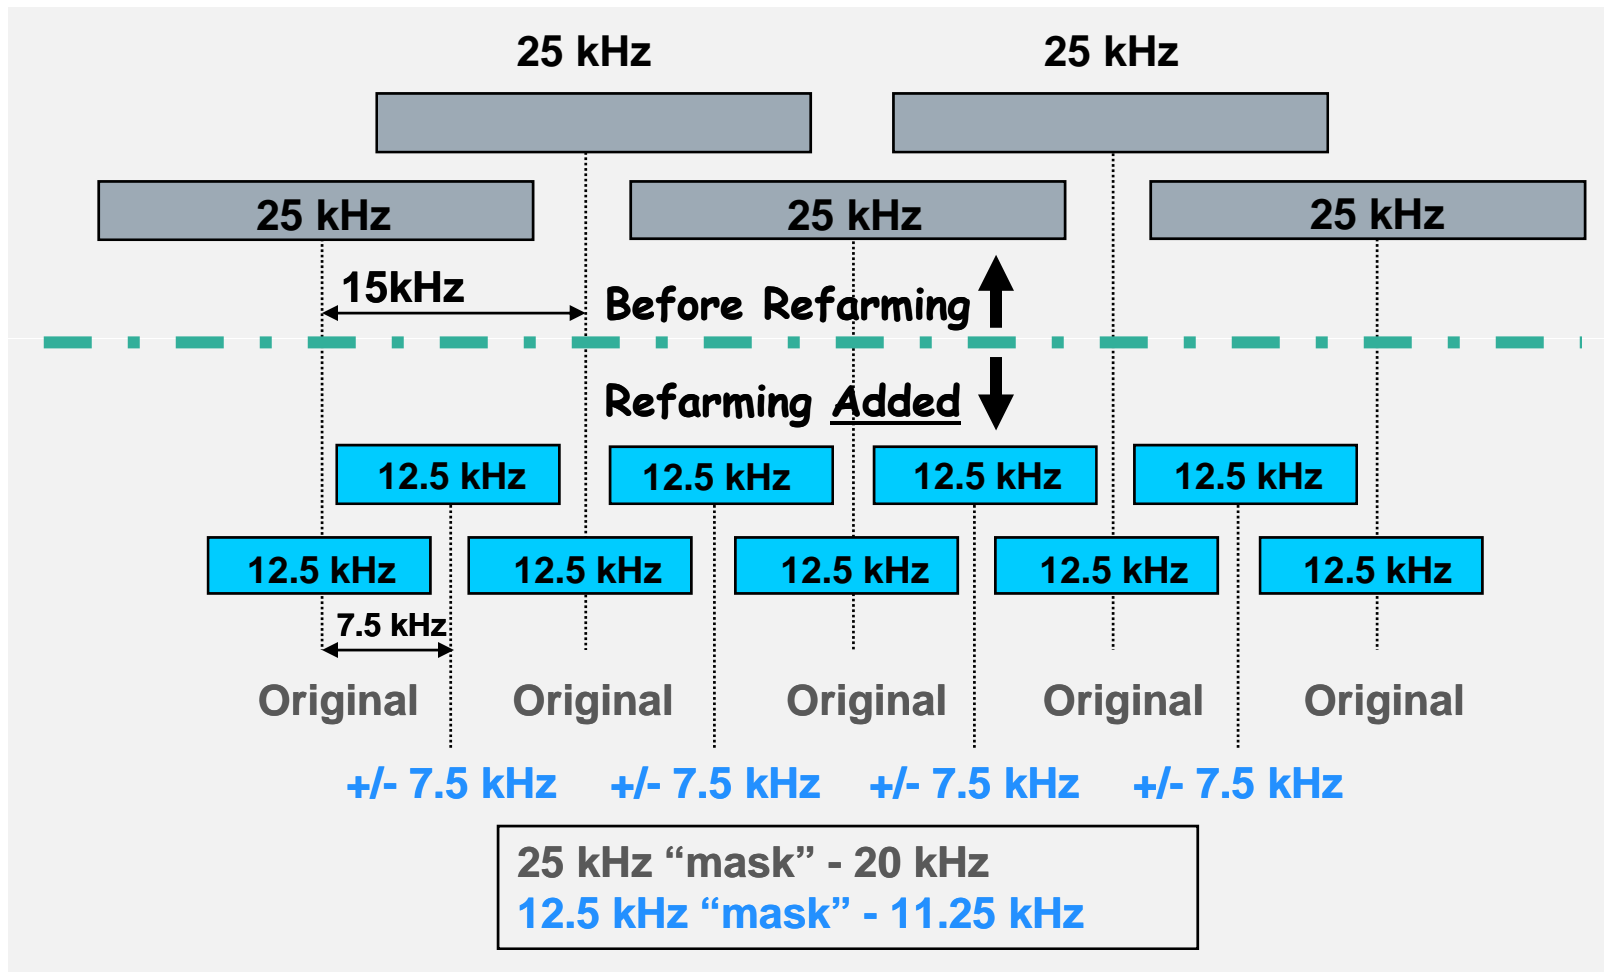 25 kHz 25 kHz
25 kHz 25 kHz 25 kHz
15kHz
Before Refarming
Refarming Added
12.5 kHz 12.5 kHz 12.5 kHz 12.5 kHz
12.5 kHz 12.5 kHz 12.5 kHz 12.5 kHz 12.5 kHz
7.5 kHz
Original Original Original Original Original
+/- 7.5 kHz +/- 7.5 kHz +/- 7.5 kHz +/- 7.5 kHz
25 kHz “mask” - 20 kHz
12.5 kHz “mask” - 11.25 kHz